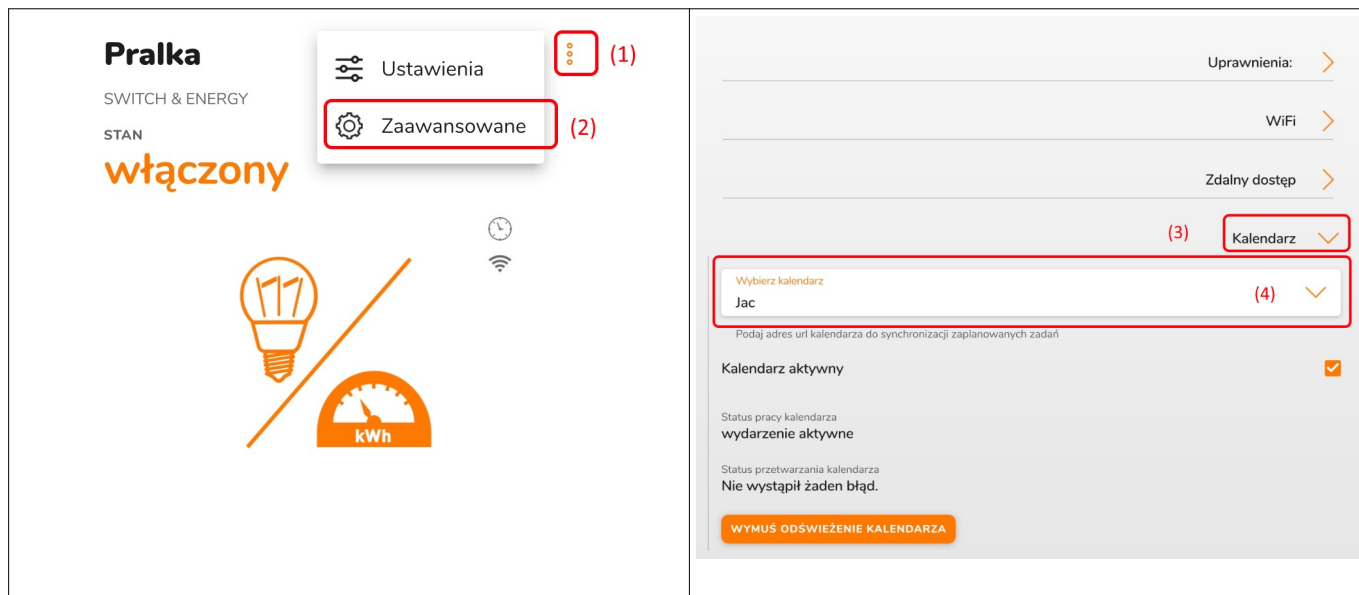 Pralka
SWITCH & ENERGY
STAN
włączony
Ustawienia
(1)
Zaawansowane
(2)
kWh
Uprawnienia:
WiFi
Zdalny dostęp
(3)
Kalendarz
Wybierz kalendarz
Jac
(4)
Podaj adres url kalendarza do synchronizacji zaplanowanych zadań
Kalendarz aktywny
Status pracy kalendarza
wydarzenie aktywne
Status przetwarzania kalendarza
Nie wystąpił żaden błąd.
WYMUŚ ODŚWIEŻENIE KALENDARZA